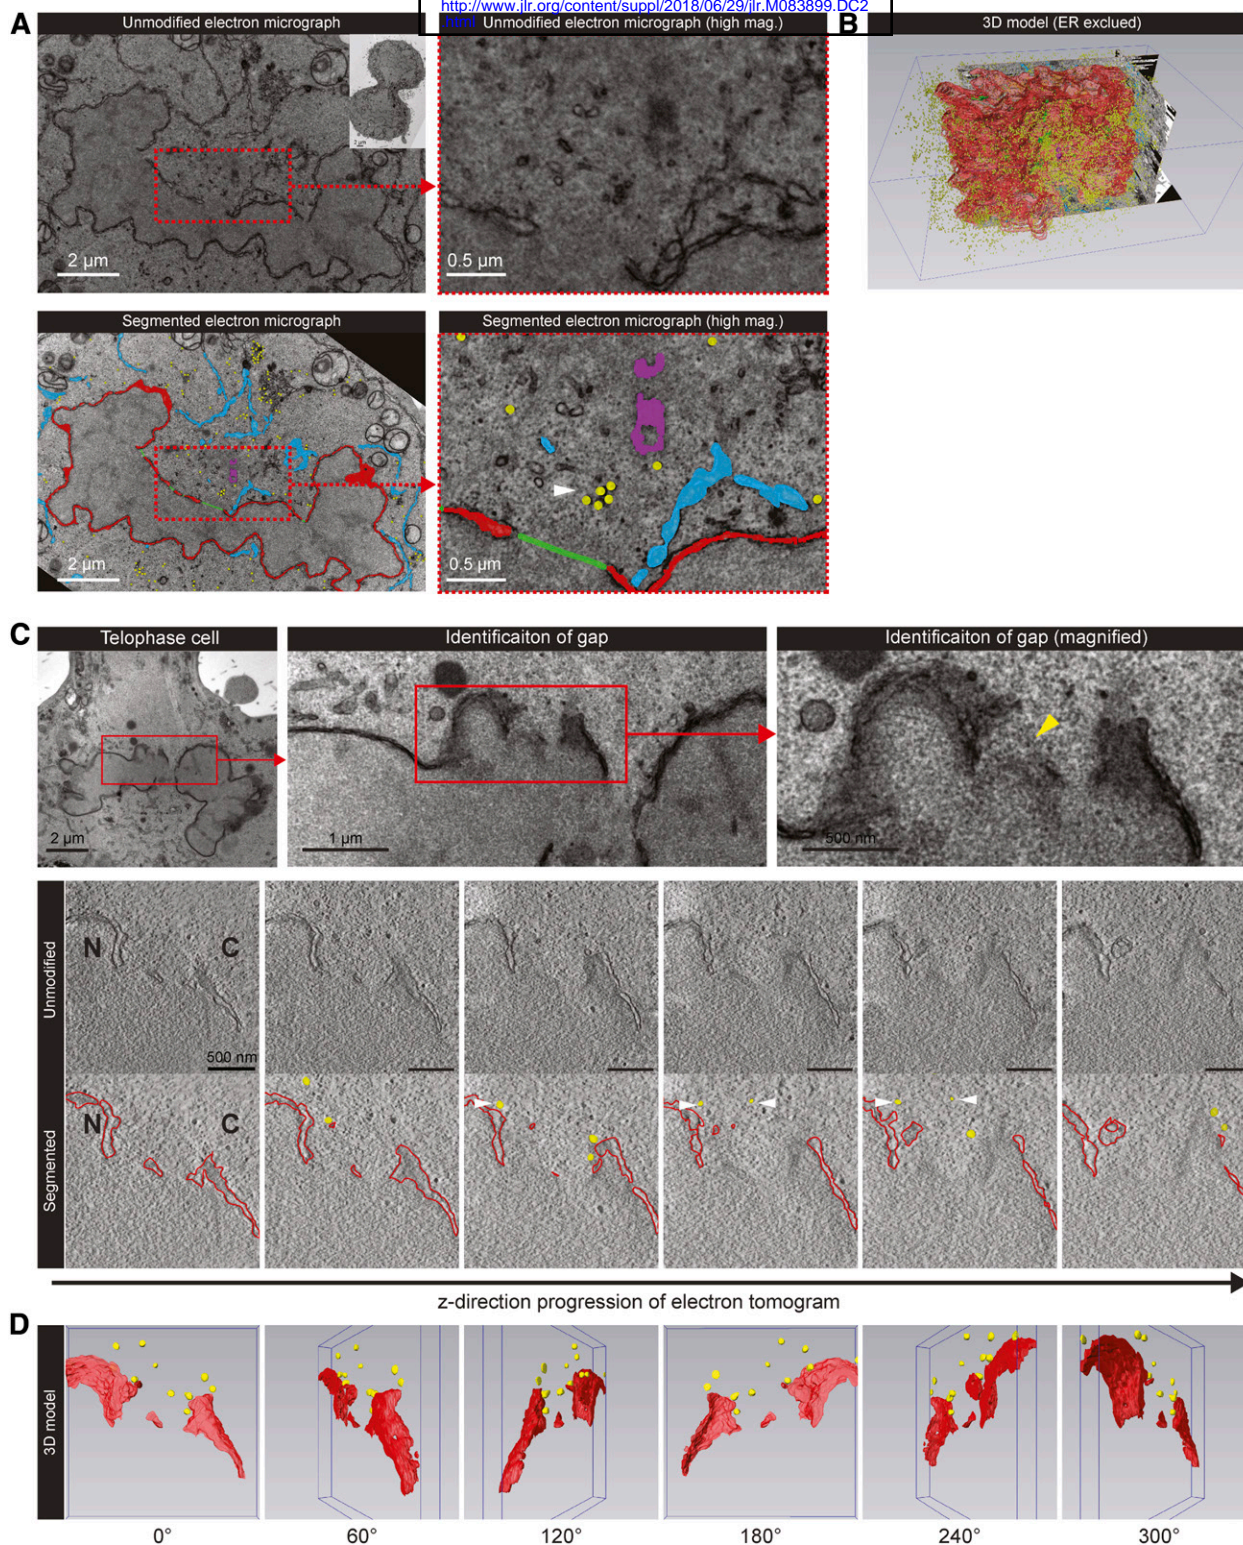 http://www.jlr.org/content/suppl/2018/06/29/jlr.M083899.DC2
.html
A
Unmodified electron micrograph
Unmodified electron micrograph (high mag.)
B
3D model (ER exclued)
2 µm
0.5 µm
Segmented electron micrograph
Segmented electron micrograph (high mag.)
2 µm
0.5 µm
C
Telophase cell
Identificaiton of gap
Identificaiton of gap (magnified)
2 µm
1 µm
500 nm
Unmodified
N
C
500 nm
Segmented
N
C
z-direction progression of electron tomogram
D
3D model
0°
60°
120°
180°
240°
300°